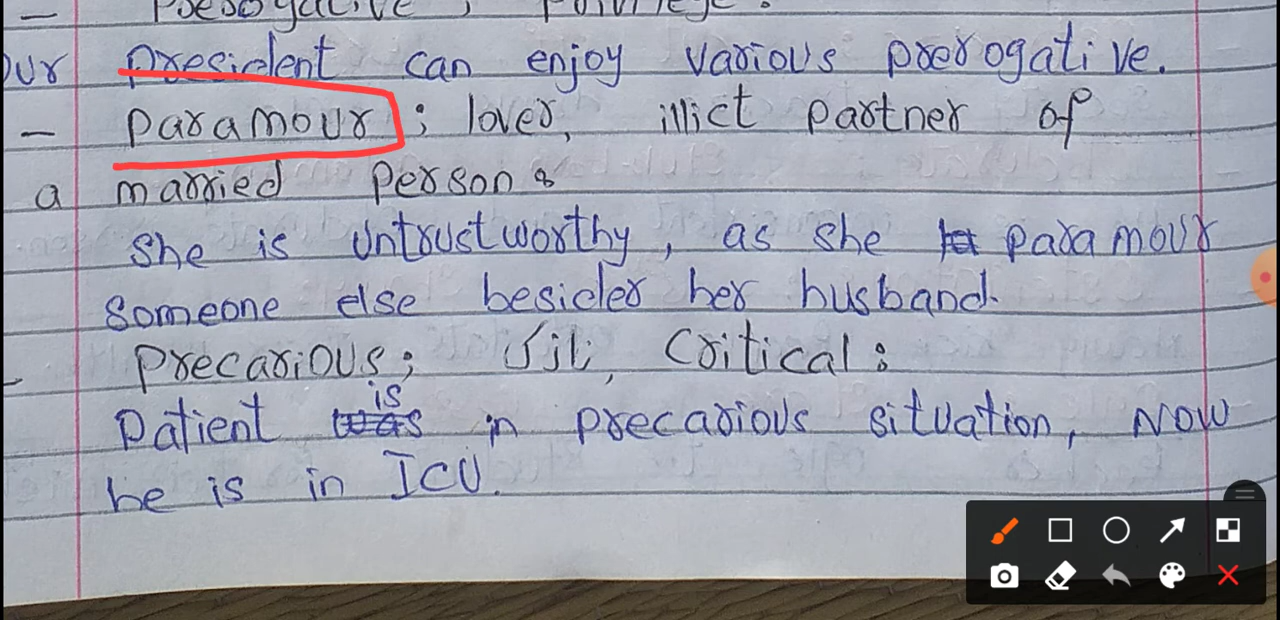 – Prerogative ; Privilege :
our president can enjoy various prerogative.
– paramour ; lover, illict partner of
a married person :
She is untrustworthy, as she paramour
someone else besides her husband.
– Precarious ; نازک, Critical :
Patient is in precarious situation, Now
he is in ICU.